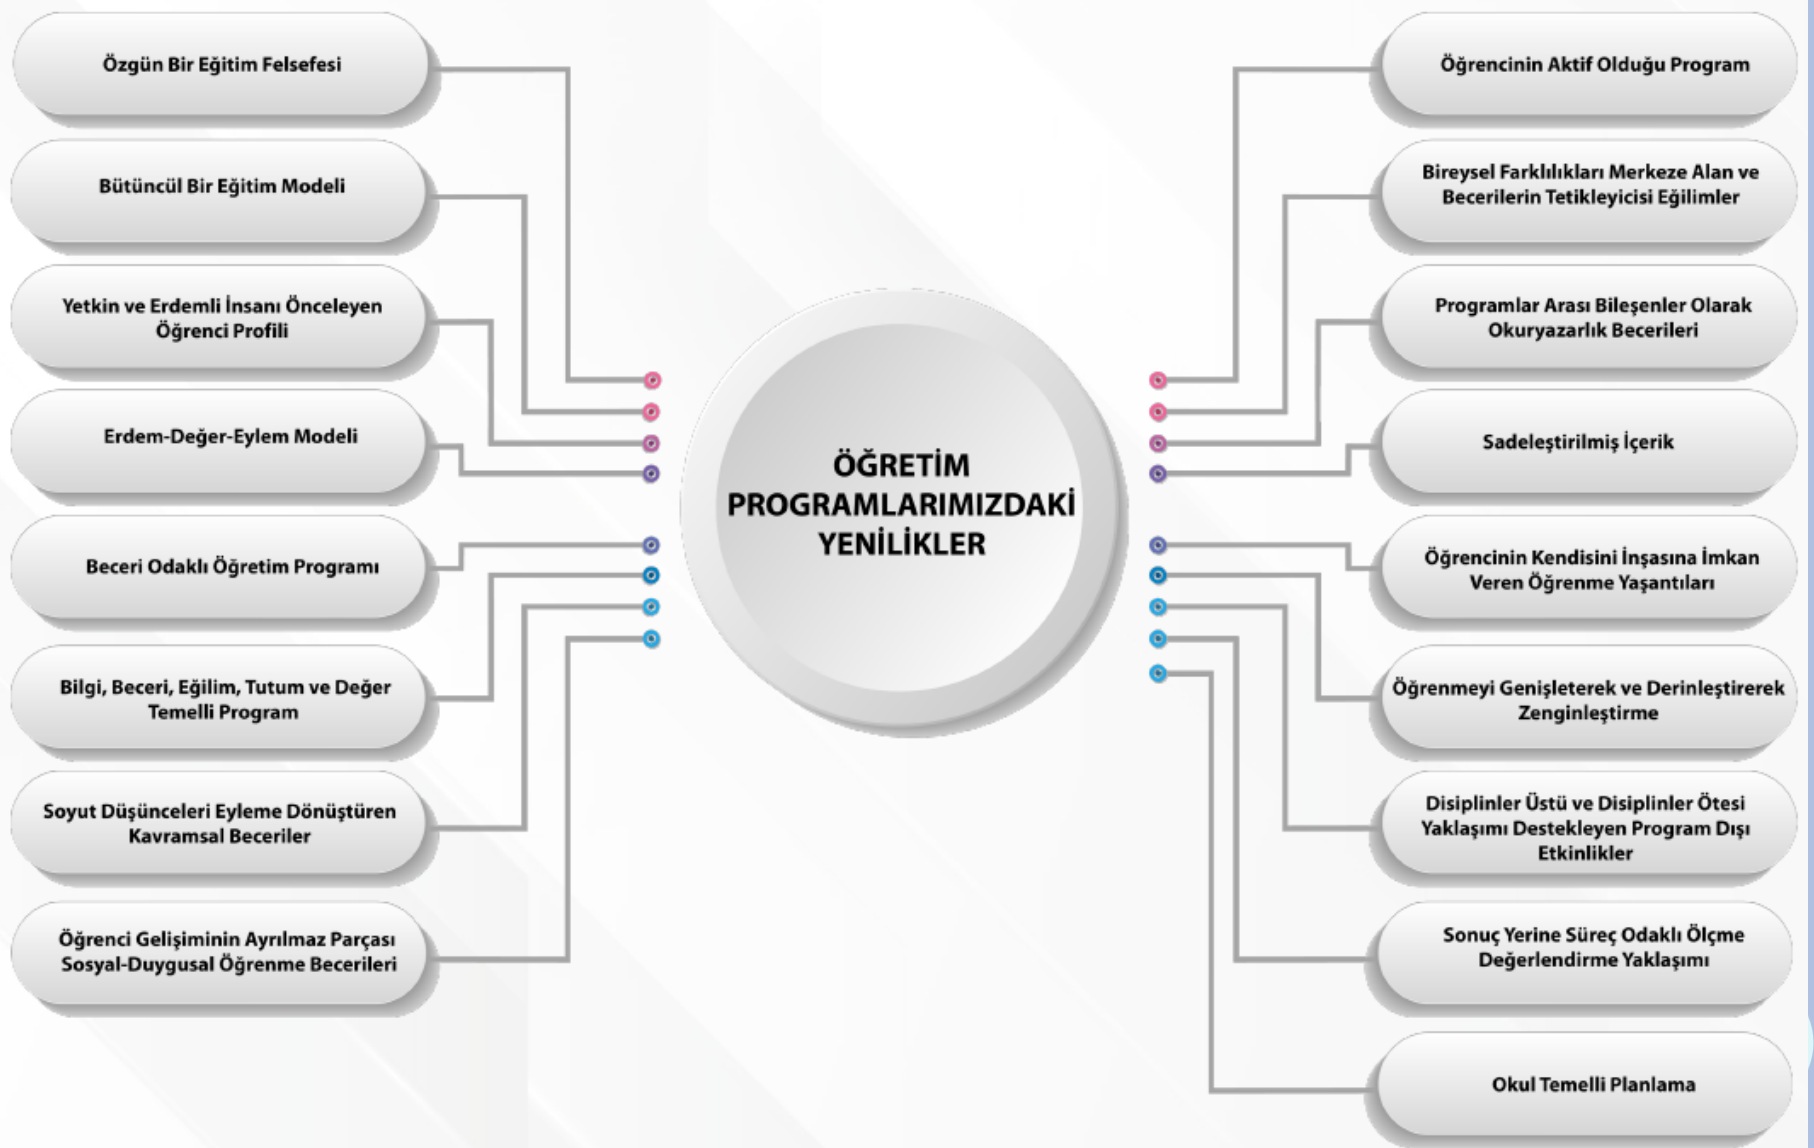 Özgün Bir Eğitim Felsefesi
Bütüncül Bir Eğitim Modeli
Yetkin ve Erdemli İnsanı Önceleyen
Öğrenci Profili
Erdem-Değer-Eylem Modeli
Beceri Odaklı Öğretim Programı
Bilgi, Beceri, Eğilim, Tutum ve Değer
Temelli Program
Soyut Düşünceleri Eyleme Dönüştüren
Kavramsal Beceriler
Öğrenci Gelişiminin Ayrılmaz Parçası
Sosyal-Duygusal Öğrenme Becerileri
ÖĞRETİM
PROGRAMLARIMIZDAKİ
YENİLİKLER
Öğrencinin Aktif Olduğu Program
Bireysel Farklılıkları Merkeze Alan ve
Becerilerin Tetikleyicisi Eğilimler
Programlar Arası Bileşenler Olarak
Okuryazarlık Becerileri
Sadeleştirilmiş İçerik
Öğrencinin Kendisini İnşasına İmkan
Veren Öğrenme Yaşantıları
Öğrenmeyi Genişleterek ve Derinleştirerek
Zenginleştirme
Disiplinler Üstü ve Disiplinler Ötesi
Yaklaşımı Destekleyen Program Dışı
Etkinlikler
Sonuç Yerine Süreç Odaklı Ölçme
Değerlendirme Yaklaşımı
Okul Temelli Planlama